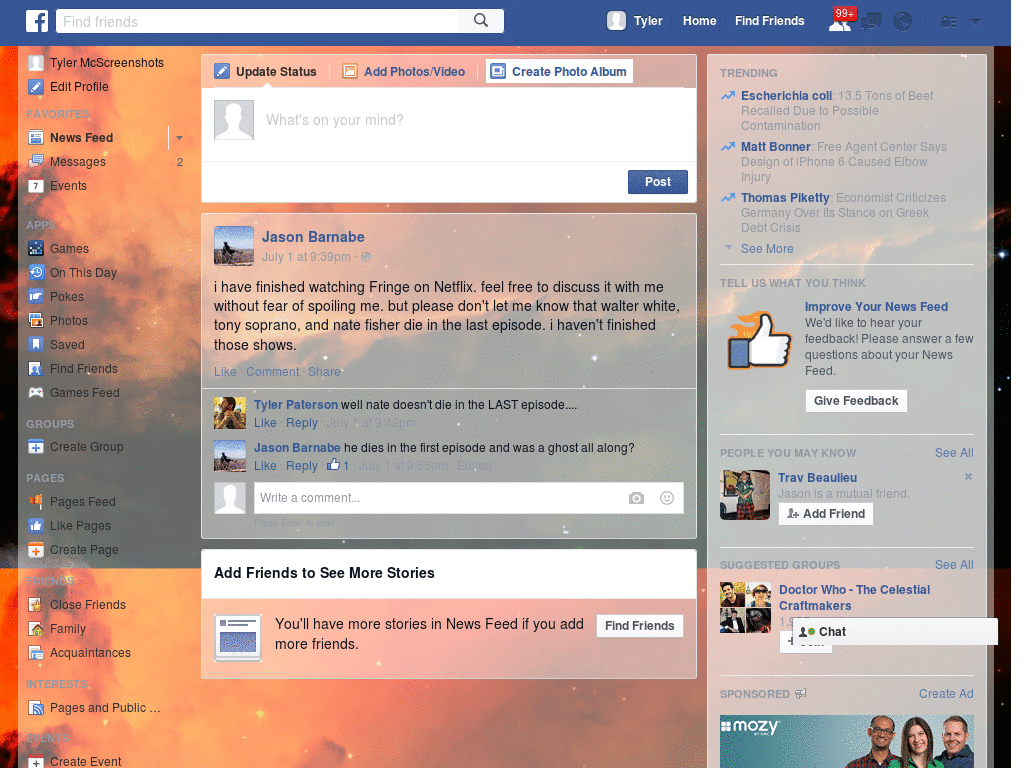 Find friends
Tyler
Home
Find Friends
99+
Tyler McScreenshots
Edit Profile
FAVORITES
News Feed
Messages 2
7 Events
APPS
Games
On This Day
Pokes
Photos
Saved
Find Friends
Games Feed
GROUPS
Create Group
PAGES
Pages Feed
Like Pages
Create Page
FRIENDS
Close Friends
Family
Acquaintances
INTERESTS
Pages and Public ...
EVENTS
Create Event
Update Status
Add Photos/Video
Create Photo Album
What's on your mind?
Post
Jason Barnabe
July 1 at 9:39pm ·
i have finished watching Fringe on Netflix. feel free to discuss it with me
without fear of spoiling me. but please don't let me know that walter white,
tony soprano, and nate fisher die in the last episode. i haven't finished
those shows.
Like · Comment · Share
Tyler Paterson well nate doesn't die in the LAST episode....
Like · Reply · July 1 at 9:42pm
Jason Barnabe he dies in the first episode and was a ghost all along?
Like · Reply · 1 · July 1 at 9:55pm · Edited
Write a comment...
Press Enter to post.
Add Friends to See More Stories
You'll have more stories in News Feed if you add
more friends.
Find Friends
TRENDING
Escherichia coli: 13.5 Tons of Beef
Recalled Due to Possible
Contamination
Matt Bonner: Free Agent Center Says
Design of iPhone 6 Caused Elbow
Injury
Thomas Piketty: Economist Criticizes
Germany Over Its Stance on Greek
Debt Crisis
See More
TELL US WHAT YOU THINK
Improve Your News Feed
We'd like to hear your
feedback! Please answer a few
questions about your News
Feed.
Give Feedback
PEOPLE YOU MAY KNOW See All
Trav Beaulieu
Jason is a mutual friend.
Add Friend
SUGGESTED GROUPS See All
Doctor Who - The Celestial
Craftmakers
Chat
SPONSORED Create Ad
mozy